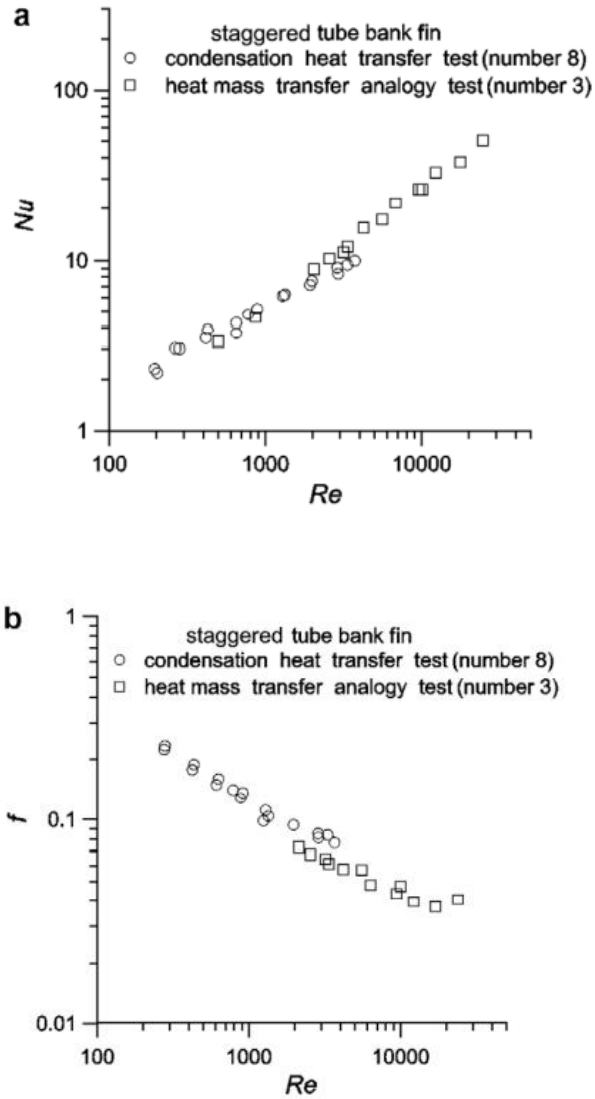 a
staggered tube bank fin
condensation heat transfer test (number 8)
heat mass transfer analogy test (number 3)
100
10
1
Nu
100 1000 10000
Re
b
1
staggered tube bank fin
condensation heat transfer test (number 8)
heat mass transfer analogy test (number 3)
0.1
f
0.01
100 1000 10000
Re